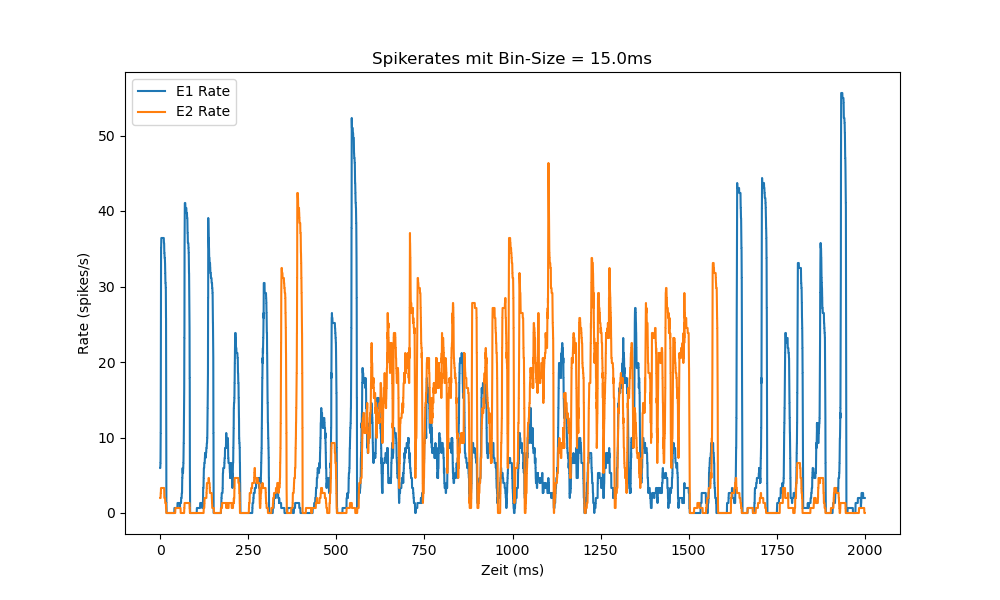 Spikerates mit Bin-Size = 15.0ms
E1 Rate
E2 Rate
50
40
30
20
10
0
Rate (spikes/s)
0 250 500 750 1000 1250 1500 1750 2000
Zeit (ms)